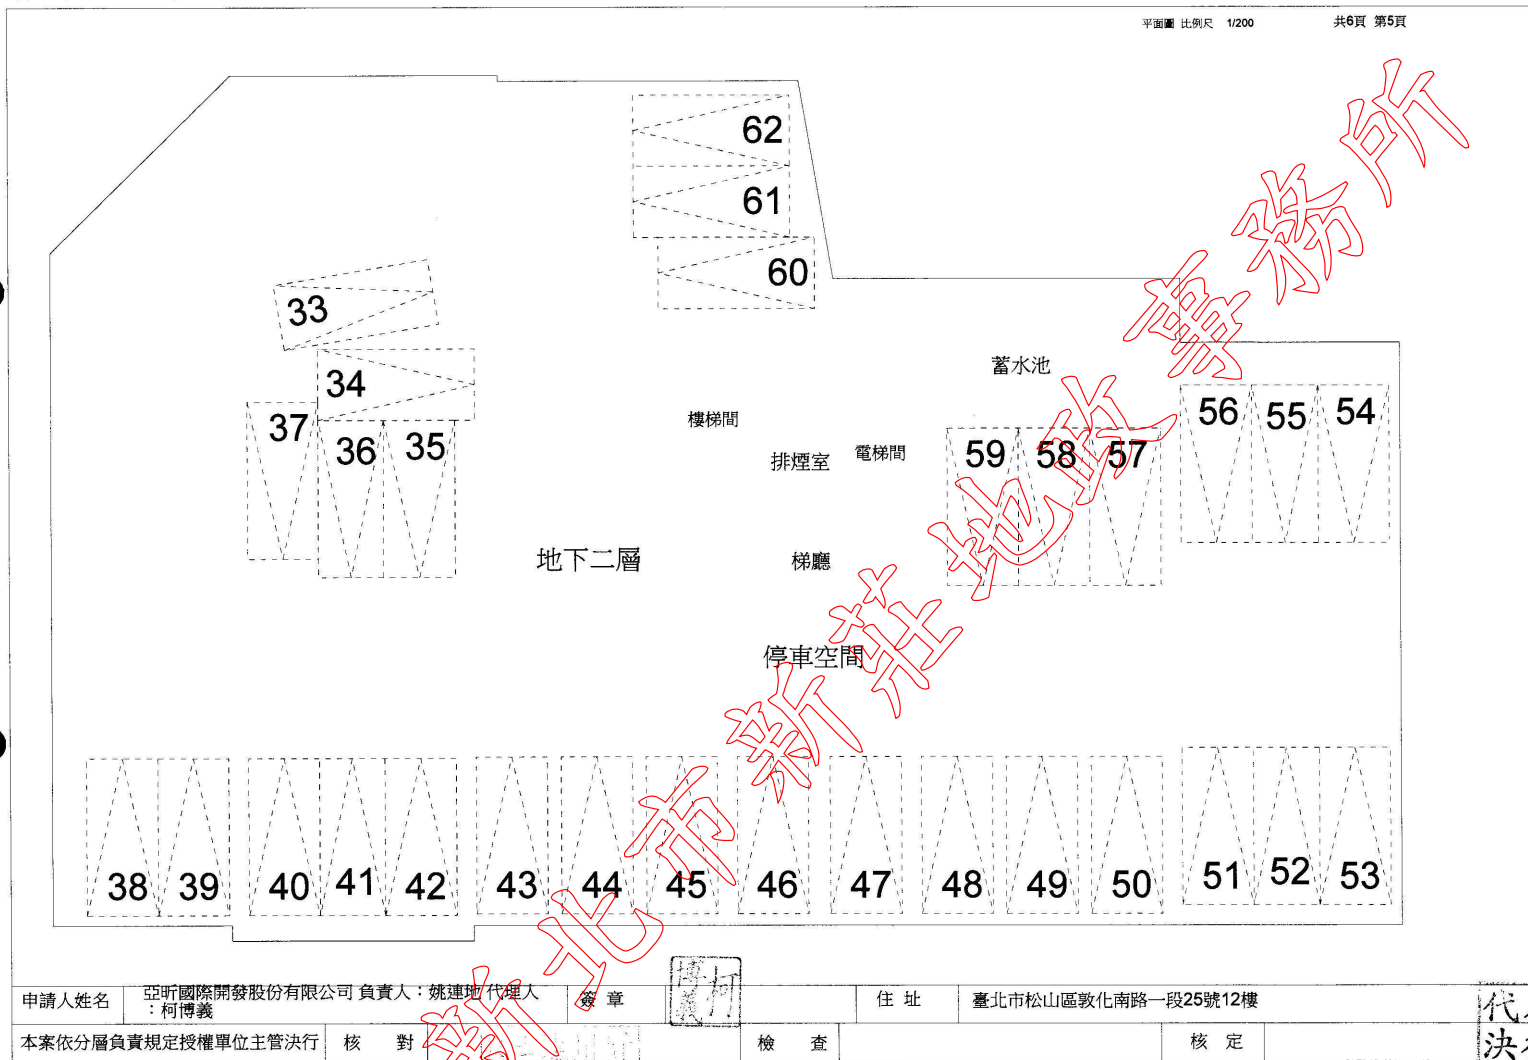 平面圖 比例尺 1/200 共6頁 第5頁
62
61
60
33
34
37
36
35
蓄水池
樓梯間
排煙室
電梯間
59
58
57
56
55
54
地下二層
梯廳
停車空間
38
39
40
41
42
43
44
45
46
47
48
49
50
51
52
53
新北市新莊地政事務所
申請人姓名
亞昕國際開發股份有限公司 負責人：姚連地 代理人
：柯博義
簽章
柯博義
住址
臺北市松山區敦化南路一段25號12樓
本案依分層負責規定授權單位主管決行
核對
檢查
核定
代
決